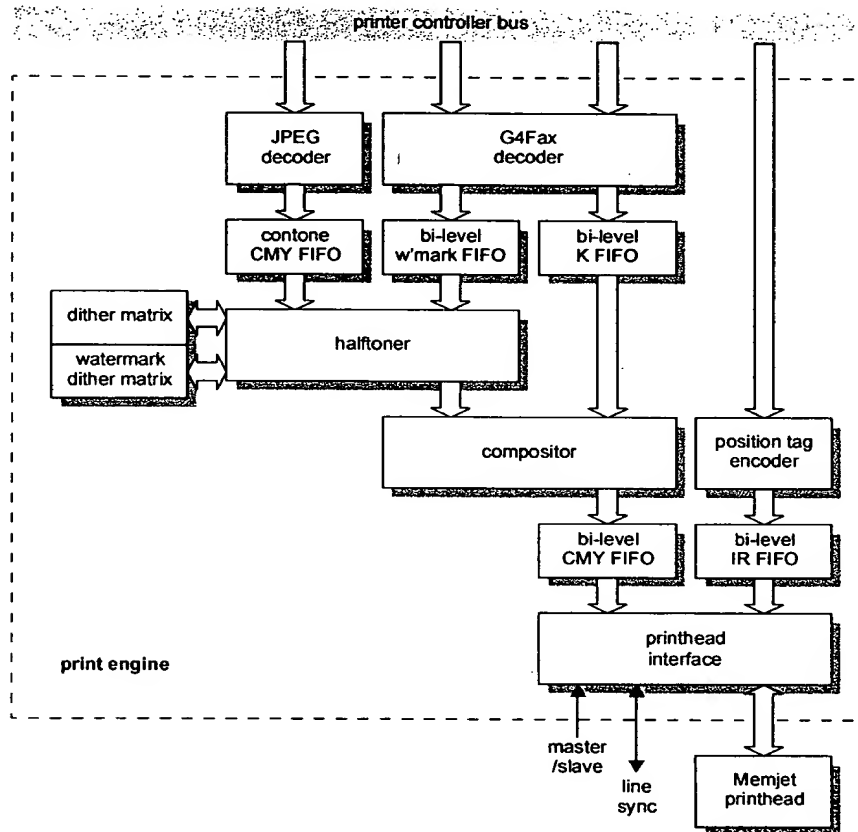 printer controller bus
JPEG
decoder
G4Fax
decoder
contone
CMY FIFO
bi-level
w'mark FIFO
bi-level
K FIFO
dither matrix
watermark
dither matrix
halftoner
compositor
position tag
encoder
bi-level
CMY FIFO
bi-level
IR FIFO
printhead
interface
print engine
master
/slave
line
sync
Memjet
printhead